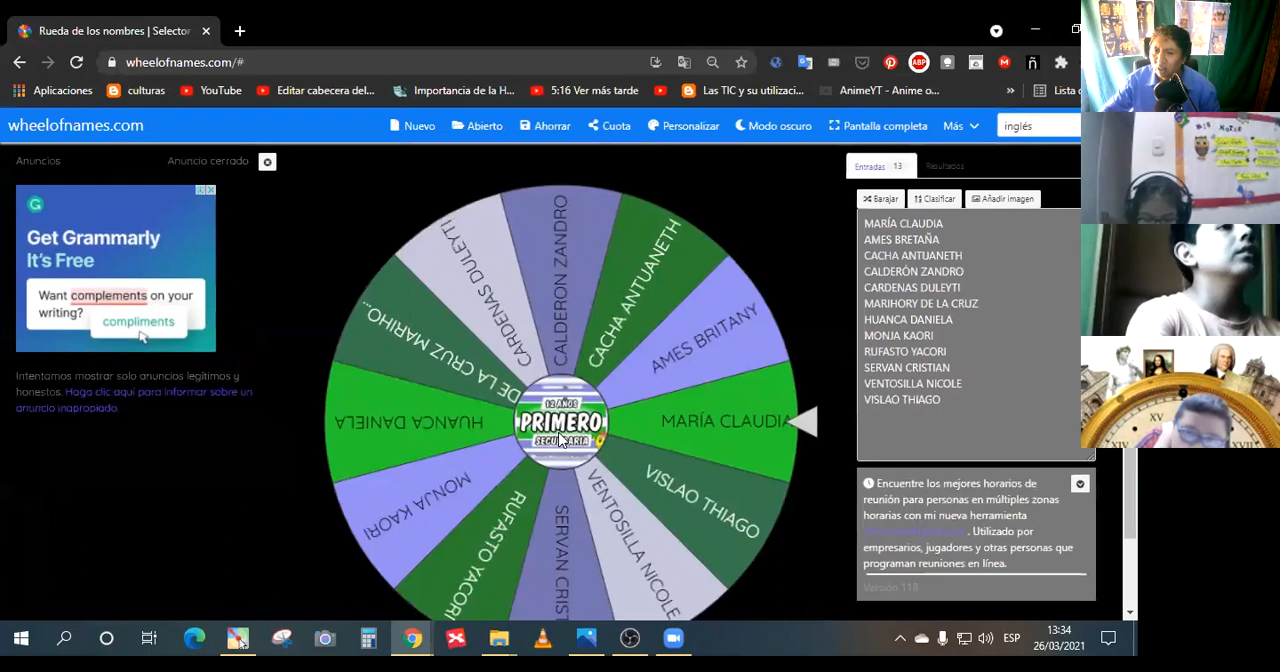 Rueda de los nombres | Selector
wheelofnames.com/#
Aplicaciones
culturas
YouTube
Editar cabecera del...
Importancia de la H...
5:16 Ver más tarde
Las TIC y su utilizaci...
AnimeYT - Anime o...
»
Lista
wheelofnames.com
Nuevo
Abierto
Ahorrar
Cuota
Personalizar
Modo oscuro
Pantalla completa
Más
inglés
Anuncios
Anuncio cerrado
Get Grammarly
It's Free
Want complements on your
writing?
compliments
Intentamos mostrar solo anuncios legítimos y
honestos. Haga clic aquí para informar sobre un
anuncio inapropiado.
CALDERON ZANDRO
CACHA ANTUANETH
AMES BRITANY
MARÍA CLAUDIA
VISLAO THIAGO
VENTOSILLA NICOLE
SERVAN CRIST
RUFASTO YACORI
MONJA KAORI
HUANCA DANIELA
DE LA CRUZ MARIHO...
CARDENAS DULEYTI
12 AÑOS
PRIMERO
SECUNDARIA
Entradas 13
Resultados
Barajar
Clasificar
Añadir imagen
MARÍA CLAUDIA
AMES BRETAÑA
CACHA ANTUANETH
CALDERÓN ZANDRO
CARDENAS DULEYTI
MARIHORY DE LA CRUZ
HUANCA DANIELA
MONJA KAORI
RUFASTO YACORI
SERVAN CRISTIAN
VENTOSILLA NICOLE
VISLAO THIAGO
Encuentre los mejores horarios de
reunión para personas en múltiples zonas
horarias con mi nueva herramienta
. Utilizado por
empresarios, jugadores y otras personas que
programan reuniones en línea.
Versión 118
ESP
13:34
26/03/2021